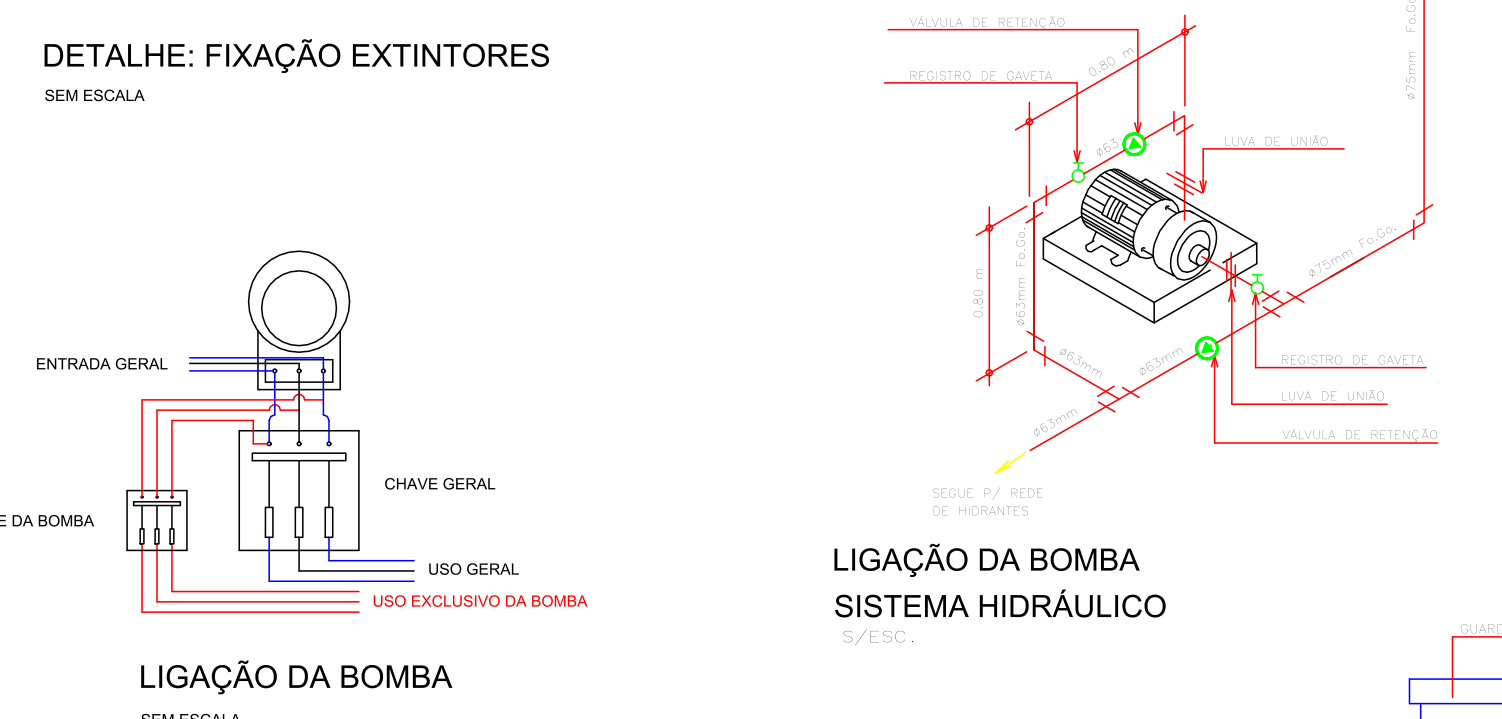 DETALHE: FIXAÇÃO EXTINTORES
SEM ESCALA
ENTRADA GERAL
CHAVE GERAL
E DA BOMBA
USO GERAL
USO EXCLUSIVO DA BOMBA
LIGAÇÃO DA BOMBA
SEM ESCALA
VÁLVULA DE RETENÇÃO
REGISTRO DE GAVETA
0.80 m
ø63
LUVA DE UNIÃO
ø75mm Fo.Go.
ø75mm Fo.Go.
0.80 m
ø63mm Fo.Go.
ø63mm
ø63mm
ø63mm
REGISTRO DE GAVETA
LUVA DE UNIÃO
VÁLVULA DE RETENÇÃO
SEGUE P/ REDE
DE HIDRANTES
LIGAÇÃO DA BOMBA
SISTEMA HIDRÁULICO
S/ESC.
GUARD